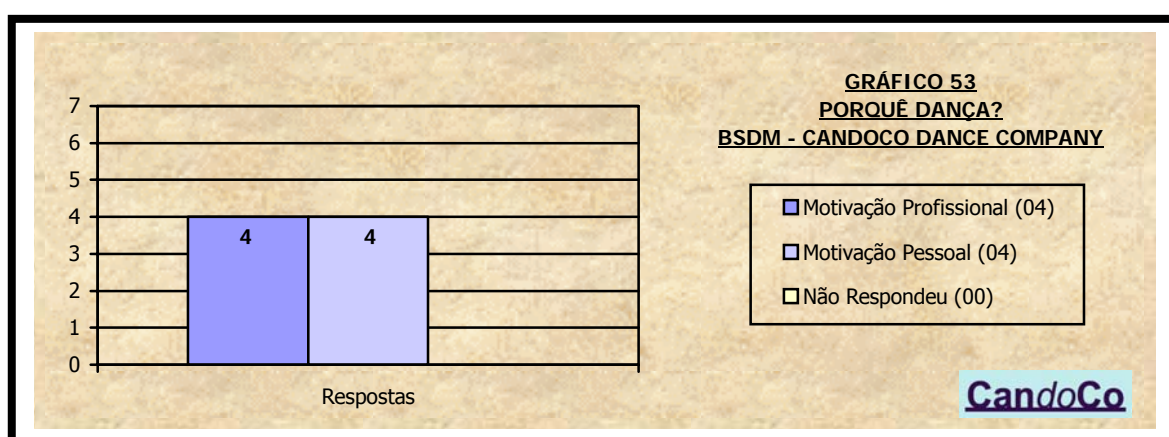 GRÁFICO 53
PORQUÊ DANÇA?
BSDM - CANDOCO DANCE COMPANY
7
6
5
4
3
2
1
0
4 4
Respostas
Motivação Profissional (04)
Motivação Pessoal (04)
Não Respondeu (00)
CandoCo